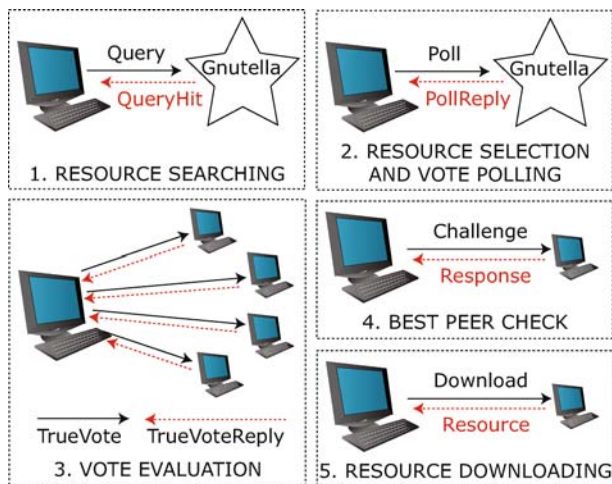 Query
Gnutella
QueryHit
1. RESOURCE SEARCHING
Poll
Gnutella
PollReply
2. RESOURCE SELECTION
AND VOTE POLLING
TrueVote
TrueVoteReply
3. VOTE EVALUATION
Challenge
Response
4. BEST PEER CHECK
Download
Resource
5. RESOURCE DOWNLOADING